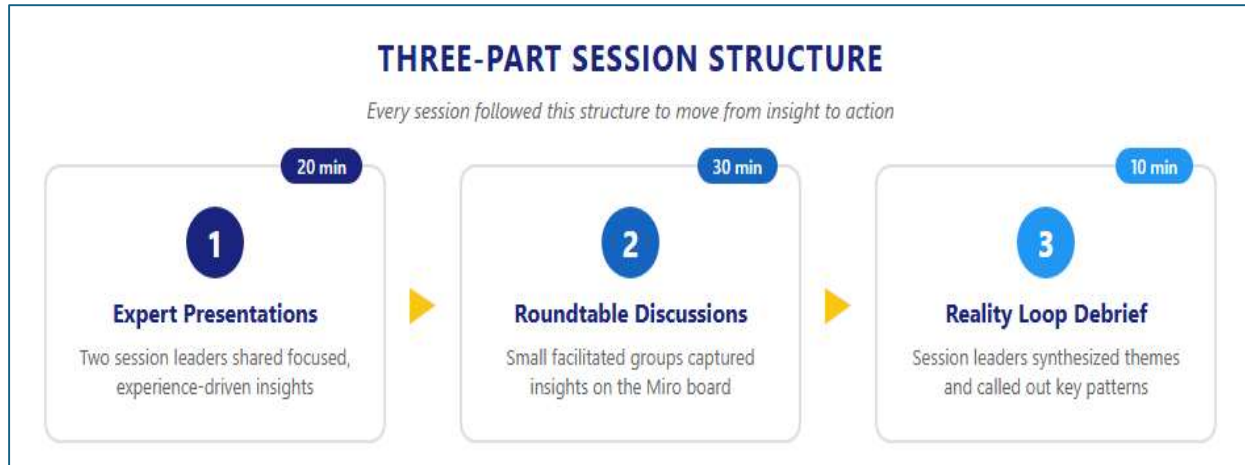 THREE-PART SESSION STRUCTURE
Every session followed this structure to move from insight to action
20 min
1
Expert Presentations
Two session leaders shared focused,
experience-driven insights
30 min
2
Roundtable Discussions
Small facilitated groups captured
insights on the Miro board
10 min
3
Reality Loop Debrief
Session leaders synthesized themes
and called out key patterns